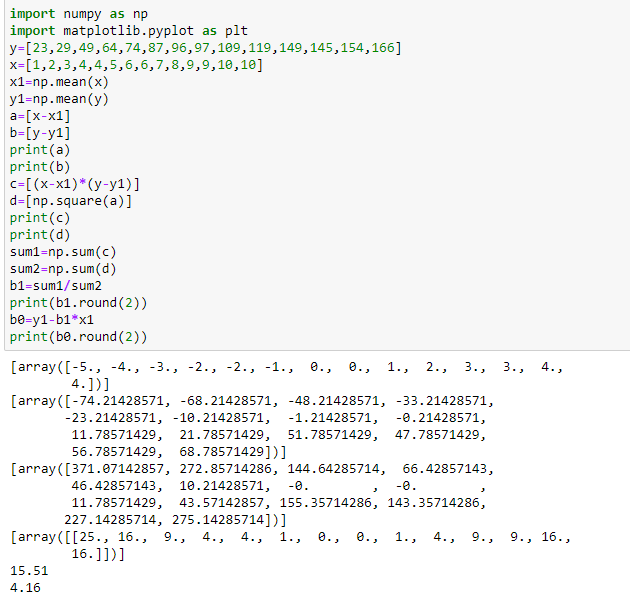 import numpy as np
import matplotlib.pyplot as plt
y=[23,29,49,64,74,87,96,97,109,119,149,145,154,166]
x=[1,2,3,4,4,5,6,6,7,8,9,9,10,10]
x1=np.mean(x)
y1=np.mean(y)
a=[x-x1]
b=[y-y1]
print(a)
print(b)
c=[(x-x1)*(y-y1)]
d=[np.square(a)]
print(c)
print(d)
sum1=np.sum(c)
sum2=np.sum(d)
b1=sum1/sum2
print(b1.round(2))
b0=y1-b1*x1
print(b0.round(2))
[array([-5., -4., -3., -2., -2., -1.,  0.,  0.,  1.,  2.,  3.,  3.,  4.,
        4.])]
[array([-74.21428571, -68.21428571, -48.21428571, -33.21428571,
       -23.21428571, -10.21428571,  -1.21428571,  -0.21428571,
        11.78571429,  21.78571429,  51.78571429,  47.78571429,
        56.78571429,  68.78571429])]
[array([371.07142857, 272.85714286, 144.64285714,  66.42857143,
        46.42857143,  10.21428571,  -0.        ,  -0.        ,
        11.78571429,  43.57142857, 155.35714286, 143.35714286,
       227.14285714, 275.14285714])]
[array([[25., 16.,  9.,  4.,  4.,  1.,  0.,  0.,  1.,  4.,  9.,  9., 16.,
        16.]])]
15.51
4.16